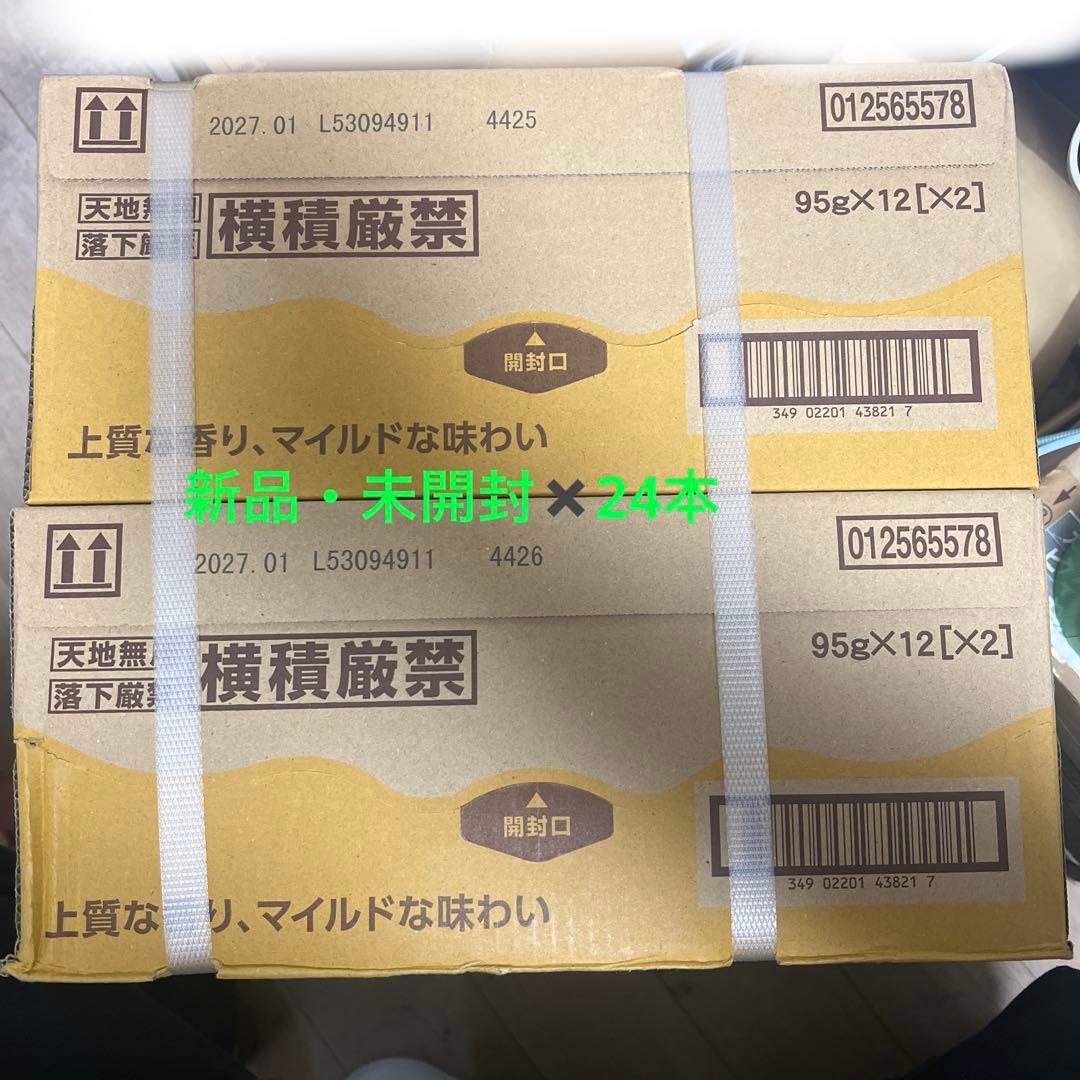 2027.01 L53094911 4425
012565578
天地無
落下厳
横積厳禁
95g×12[×2]
開封口
349 02201 43821 7
上質な香り、マイルドな味わい
新品・未開封✖️24本
2027.01 L53094911 4426
012565578
天地無
落下厳禁
横積厳禁
95g×12[×2]
開封口
349 02201 43821 7
上質な香り、マイルドな味わい